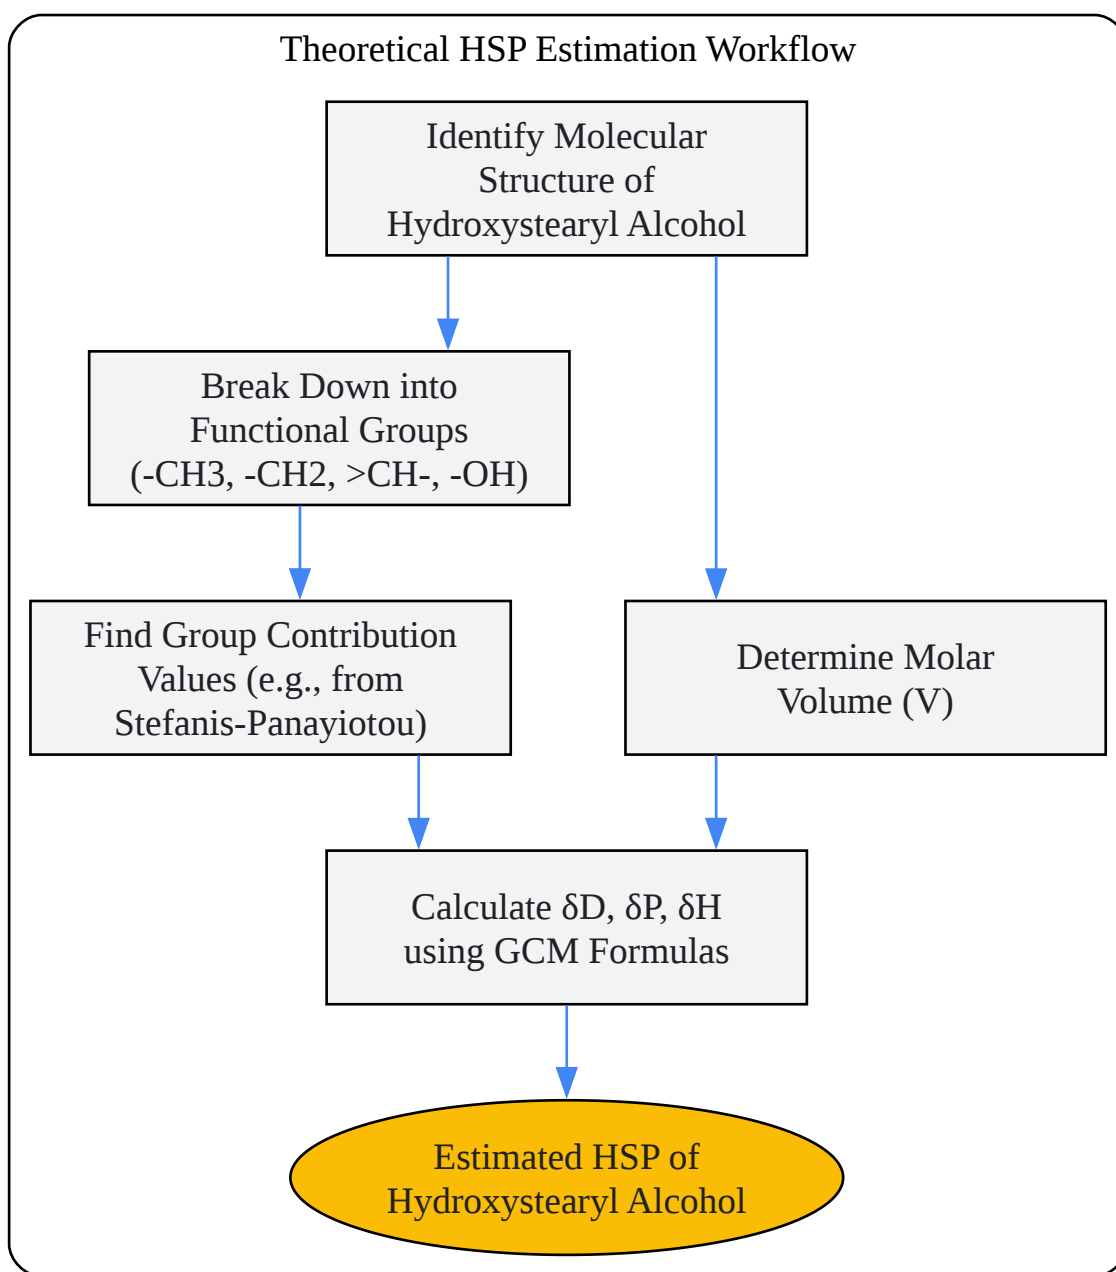 Theoretical HSP Estimation Workflow
Identify Molecular
Structure of
Hydroxystearyl Alcohol
Break Down into
Functional Groups
(-CH3, -CH2, >CH-, -OH)
Find Group Contribution
Values (e.g., from
Stefanis-Panayiotou)
Determine Molar
Volume (V)
Calculate δD, δP, δH
using GCM Formulas
Estimated HSP of
Hydroxystearyl Alcohol